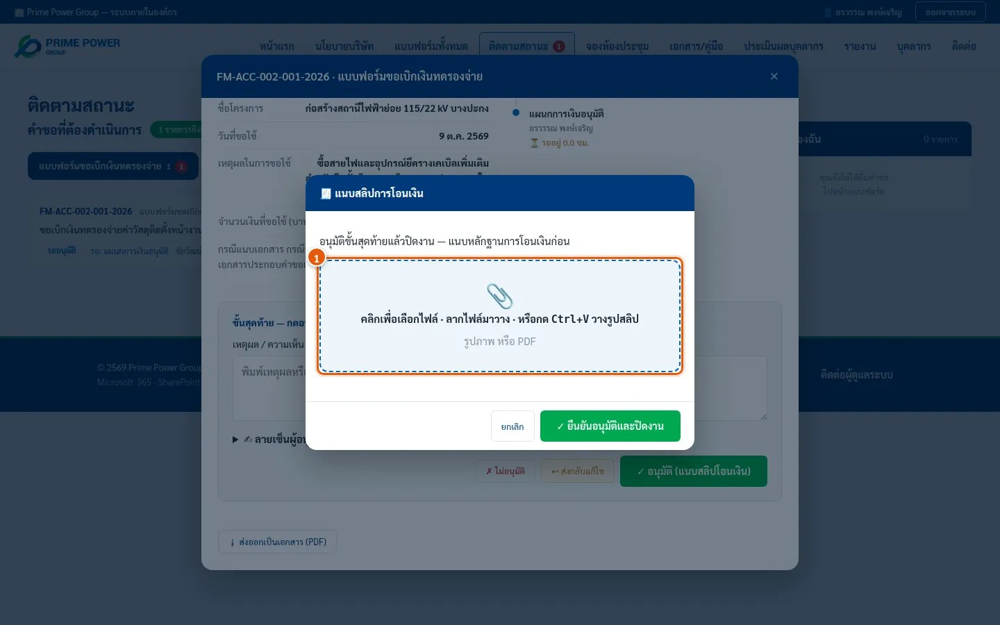 🏢 Prime Power Group — ระบบภายในองค์กร
👤 อรวรรณ พงษ์เจริญ
ออกจากระบบ
PRIME POWER
GROUP
หน้าแรก
นโยบายบริษัท
แบบฟอร์มทั้งหมด
ติดตามสถานะ 1
จองห้องประชุม
เอกสาร/คู่มือ
ประเมินผลบุคลากร
รายงาน
บุคลากร
ติดต่อ
FM-ACC-002-001-2026 · แบบฟอร์มขอเบิกเงินทดรองจ่าย
✕
ติดตามสถานะ
คำขอที่ต้องดำเนินการ
1 รายการถึง
แบบฟอร์มขอเบิกเงินทดรองจ่าย 1 1
FM-ACC-002-001-2026 แบบฟอร์มขอเบิกเงิน
ขอเบิกเงินทดรองจ่ายค่าวัสดุติดตั้งหน้างาน
รออนุมัติ
รอ: แผนกการเงินอนุมัติ
ชื่อโครงการ
ก่อสร้างสถานีไฟฟ้าย่อย 115/22 kV บางปะกง
วันที่ขอใช้
9 ต.ค. 2569
เหตุผลในการขอใช้
ซื้อสายไฟและอุปกรณ์ยึดรางเคเบิลเพิ่มเติม
จำนวนเงินที่ขอใช้ (บาท
กรณีแนบเอกสาร กรณี
เอกสารประกอบคำขอ
แผนกการเงินอนุมัติ
อรวรรณ พงษ์เจริญ
⏳ รออยู่ 0.0 ชม.
องฉัน
0 รายการ
คุณยังไม่ได้ยื่นคำขอ
ไปหน้าแบบฟอร์ม
🧾 แนบสลิปการโอนเงิน
อนุมัติขั้นสุดท้ายแล้วปิดงาน — แนบหลักฐานการโอนเงินก่อน
1
📎
คลิกเพื่อเลือกไฟล์ · ลากไฟล์มาวาง · หรือกด Ctrl+V วางรูปสลิป
รูปภาพ หรือ PDF
ยกเลิก
✓ ยืนยันอนุมัติและปิดงาน
ขั้นสุดท้าย — กดอ
เหตุผล / ความเห็น
พิมพ์เหตุผลหรือ
▶ ✍ ลายเซ็นผู้อน
✗ ไม่อนุมัติ
↩ ส่งกลับแก้ไข
✓ อนุมัติ (แนบสลิปโอนเงิน)
⭳ ส่งออกเป็นเอกสาร (PDF)
© 2569 Prime Power Group
Microsoft 365 · SharePoint
ติดต่อผู้ดูแลระบบ